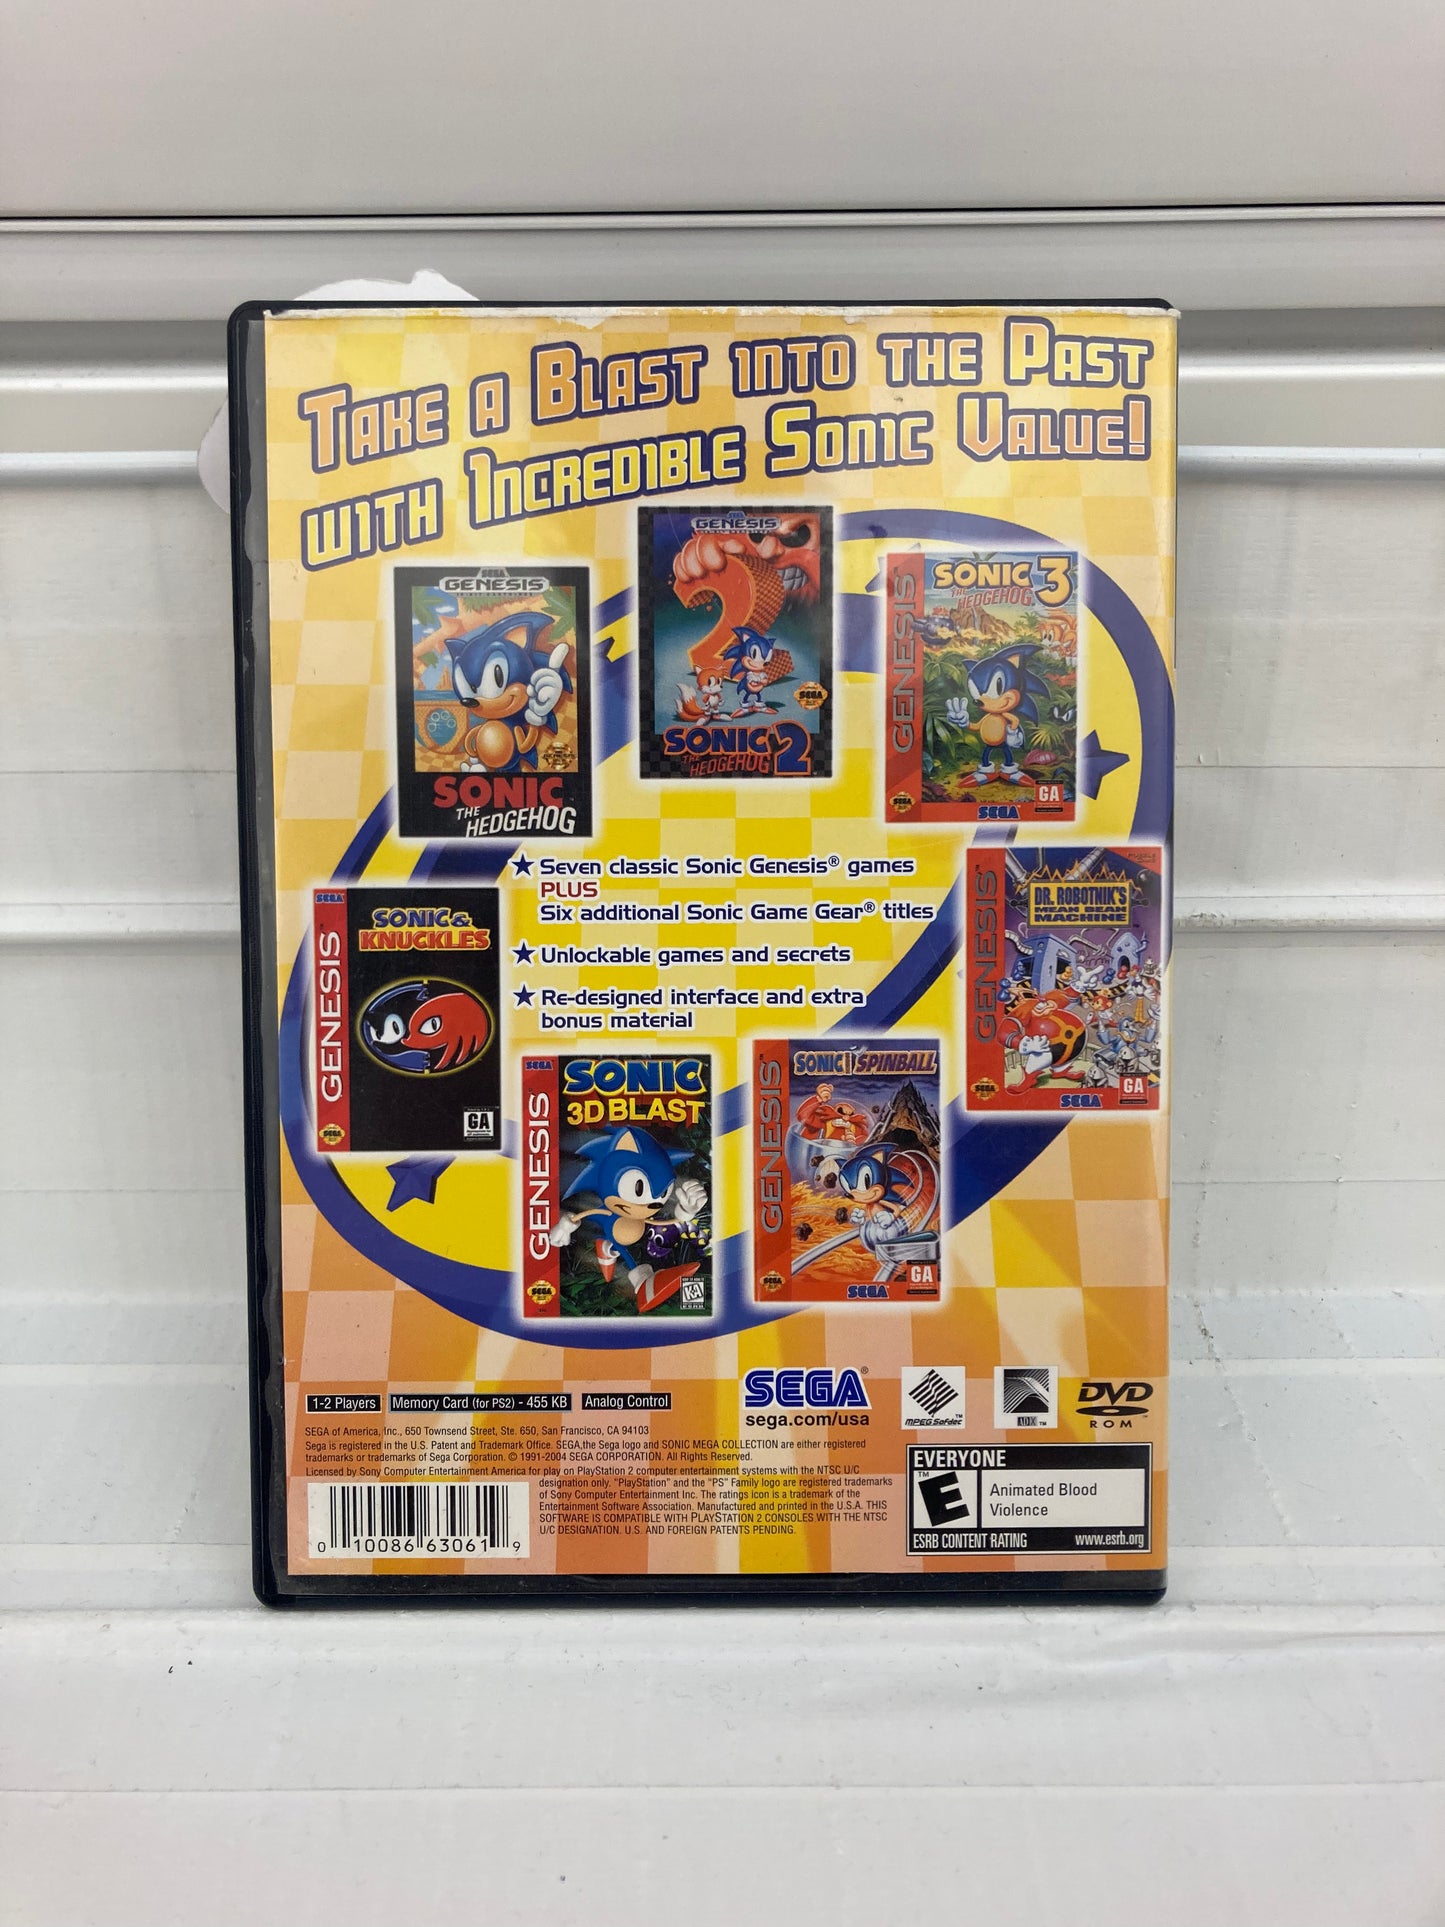 TAKE A BLAST INTO THE PAST
WITH INCREDIBLE SONIC VALUE!
SEGA
GENESIS
SONIC
THE
HEDGEHOG
SEGA
GENESIS
2
SEGA
SONIC
THE
HEDGEHOG 2
GENESIS
SONIC
THE
HEDGEHOG 3
GA
SEGA
★ Seven classic Sonic Genesis® games
PLUS
Six additional Sonic Game Gear® titles
★ Unlockable games and secrets
★ Re-designed interface and extra
bonus material
SEGA
GENESIS
SONIC &
KNUCKLES
GA
GENESIS
DR. ROBOTNIK'S
MEAN BEAN
MACHINE
GA
SEGA
SEGA
GENESIS
SONIC
3D BLAST
KA
GENESIS
SONIC SPINBALL
GA
SEGA
1-2 Players
Memory Card (for PS2) - 455 KB
Analog Control
SEGA®
sega.com/usa
MPEG Sofdec™
ADX™
DVD
ROM
SEGA of America, Inc., 650 Townsend Street, Ste. 650, San Francisco, CA 94103
Sega is registered in the U.S. Patent and Trademark Office. SEGA,the Sega logo and SONIC MEGA COLLECTION are either registered
trademarks or trademarks of Sega Corporation. © 1991-2004 SEGA CORPORATION. All Rights Reserved.
Licensed by Sony Computer Entertainment America for play on PlayStation 2 computer entertainment systems with the NTSC U/C
designation only. "PlayStation" and the "PS" Family logo are registered trademarks
of Sony Computer Entertainment Inc. The ratings icon is a trademark of the
Entertainment Software Association. Manufactured and printed in the U.S.A. THIS
SOFTWARE IS COMPATIBLE WITH PLAYSTATION 2 CONSOLES WITH THE NTSC
U/C DESIGNATION. U.S. AND FOREIGN PATENTS PENDING.
0 10086 63061 9
EVERYONE
E™
Animated Blood
Violence
ESRB CONTENT RATING
www.esrb.org